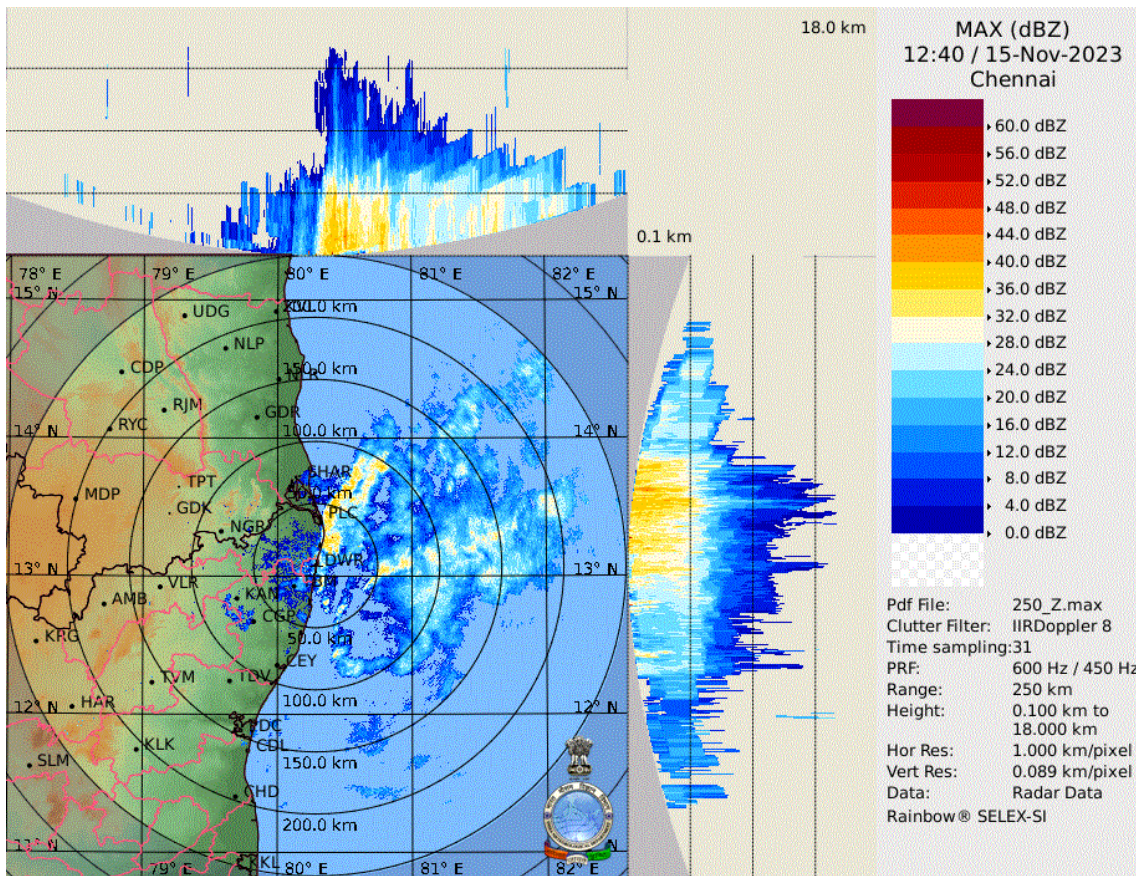 18.0 km
0.1 km
MAX (dBZ)
12:40 / 15-Nov-2023
Chennai
60.0 dBZ
56.0 dBZ
52.0 dBZ
48.0 dBZ
44.0 dBZ
40.0 dBZ
36.0 dBZ
32.0 dBZ
28.0 dBZ
24.0 dBZ
20.0 dBZ
16.0 dBZ
12.0 dBZ
8.0 dBZ
4.0 dBZ
0.0 dBZ
Pdf File: 250_Z.max
Clutter Filter: IIRDoppler 8
Time sampling:31
PRF: 600 Hz / 450 Hz
Range: 250 km
Height: 0.100 km to
18.000 km
Hor Res: 1.000 km/pixel
Vert Res: 0.089 km/pixel
Data: Radar Data
Rainbow® SELEX-SI
78° E 79° E 80° E 81° E 82° E
15° N 15° N
UDG
NLP
150.0 km
CDP
NLR
RJM
GDR
RYC
100.0 km
14° N 14° N
SHAR
TPT
MDP
GDK
PLC
NGR
DWR
13° N 13° N
VLR
AMB
KAN
CGP
50.0 km
KRG
CEY
TVM
TDV
100.0 km
HAR
12° N 12° N
PDC
KLK
CDL
150.0 km
SLM
CHD
200.0 km
11° N 11° N
KKL
79° E 80° E 81° E 82° E